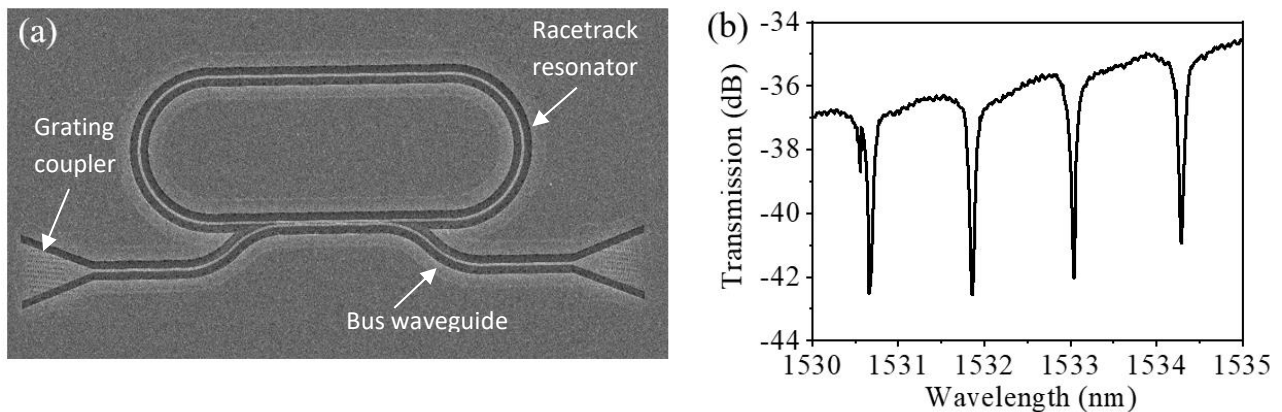 (a)
Racetrack
resonator
Grating
coupler
Bus waveguide
(b)
Transmission (dB)
-34
-36
-38
-40
-42
-44
1530 1531 1532 1533 1534 1535
Wavelength (nm)